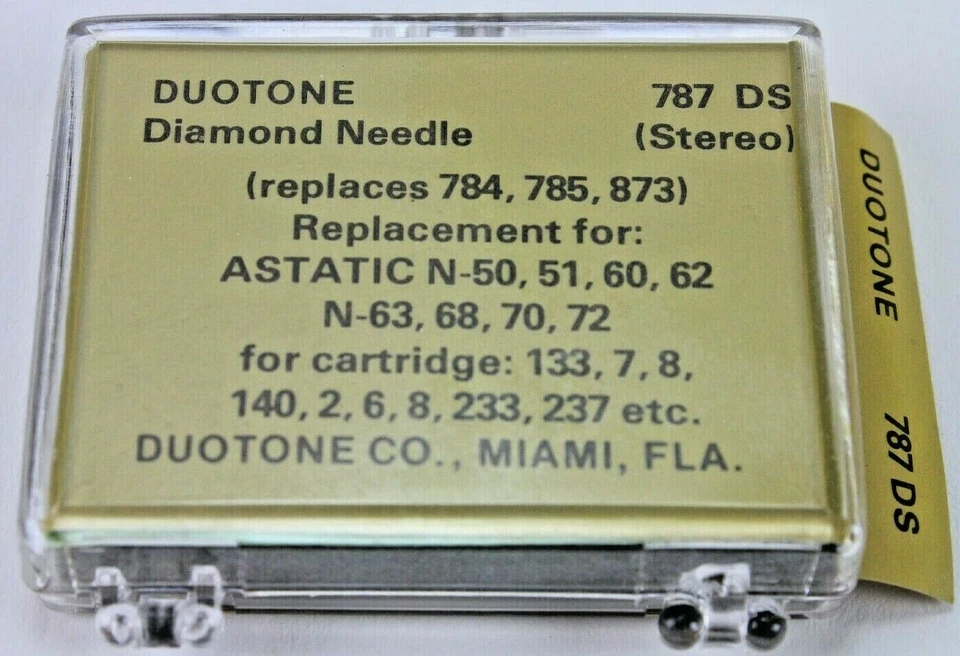 DUOTONE 787 DS
Diamond Needle (Stereo)
(replaces 784, 785, 873)
Replacement for:
ASTATIC N-50, 51, 60, 62
N-63, 68, 70, 72
for cartridge: 133, 7, 8,
140, 2, 6, 8, 233, 237 etc.
DUOTONE CO., MIAMI, FLA.
DUOTONE 787 DS